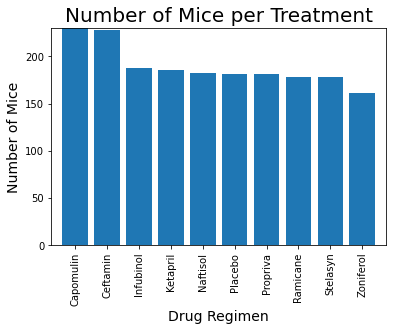 Number of Mice per Treatment
Number of Mice
200
150
100
50
0
Capomulin
Ceftamin
Infubinol
Ketapril
Naftisol
Placebo
Propriva
Ramicane
Stelasyn
Zoniferol
Drug Regimen